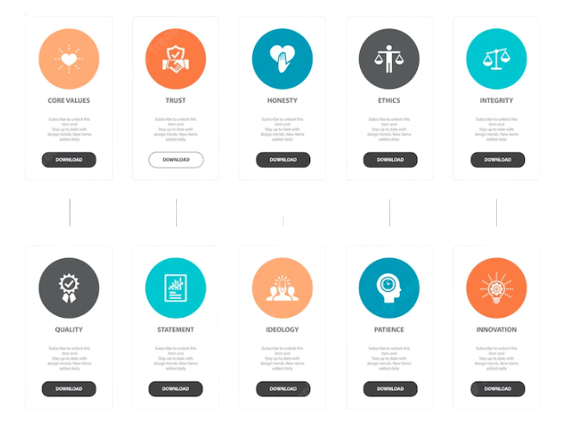 CORE VALUES
Subscribe to unlock this
item and
Stay up to date with
design trends. New items
added daily
DOWNLOAD
TRUST
Subscribe to unlock this
item and
Stay up to date with
design trends. New items
added daily
DOWNLOAD
HONESTY
Subscribe to unlock this
item and
Stay up to date with
design trends. New items
added daily
DOWNLOAD
ETHICS
Subscribe to unlock this
item and
Stay up to date with
design trends. New items
added daily
DOWNLOAD
INTEGRITY
Subscribe to unlock this
item and
Stay up to date with
design trends. New items
added daily
DOWNLOAD
QUALITY
Subscribe to unlock this
item and
Stay up to date with
design trends. New items
added daily
DOWNLOAD
STATEMENT
Subscribe to unlock this
item and
Stay up to date with
design trends. New items
added daily
DOWNLOAD
IDEOLOGY
Subscribe to unlock this
item and
Stay up to date with
design trends. New items
added daily
DOWNLOAD
PATIENCE
Subscribe to unlock this
item and
Stay up to date with
design trends. New items
added daily
DOWNLOAD
INNOVATION
Subscribe to unlock this
item and
Stay up to date with
design trends. New items
added daily
DOWNLOAD